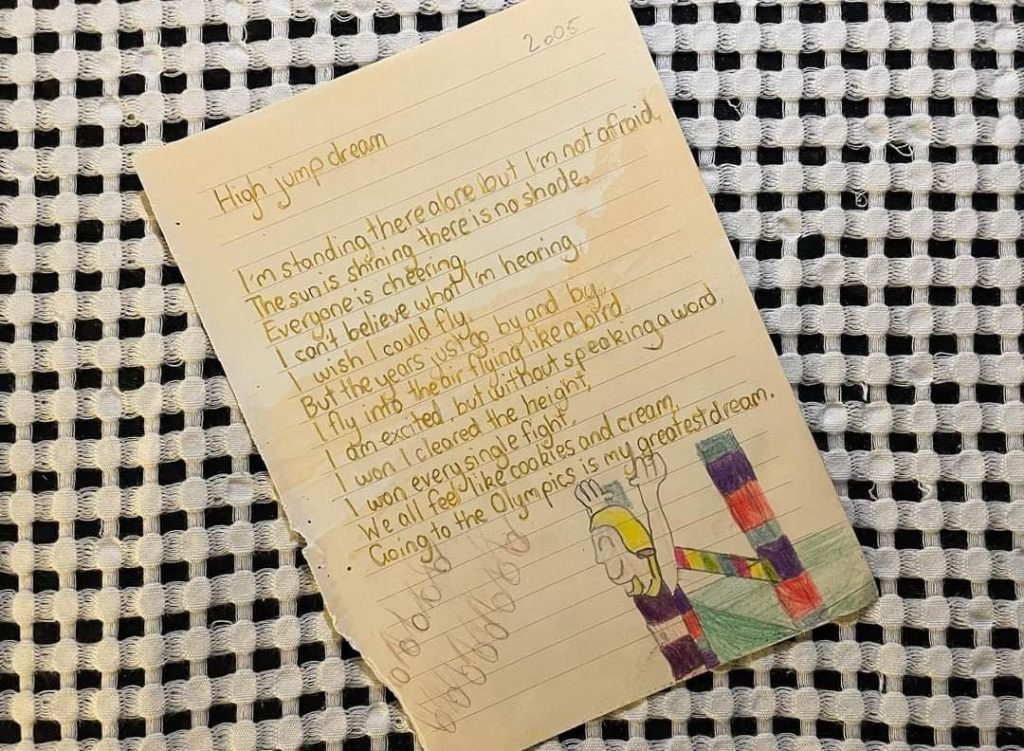 2005
High jump dream
I'm standing there alone but I'm not afraid,
The sun is shining there is no shade,
Everyone is cheering,
I can't believe what I'm hearing,
I wish I could fly,
But the years just go by and by,
I fly into the air flying like a bird
I am excited, but without speaking a word,
I won I cleared the height,
I won every single fight,
We all feel like cookies and cream,
Going to the Olympics is my greatest dream.